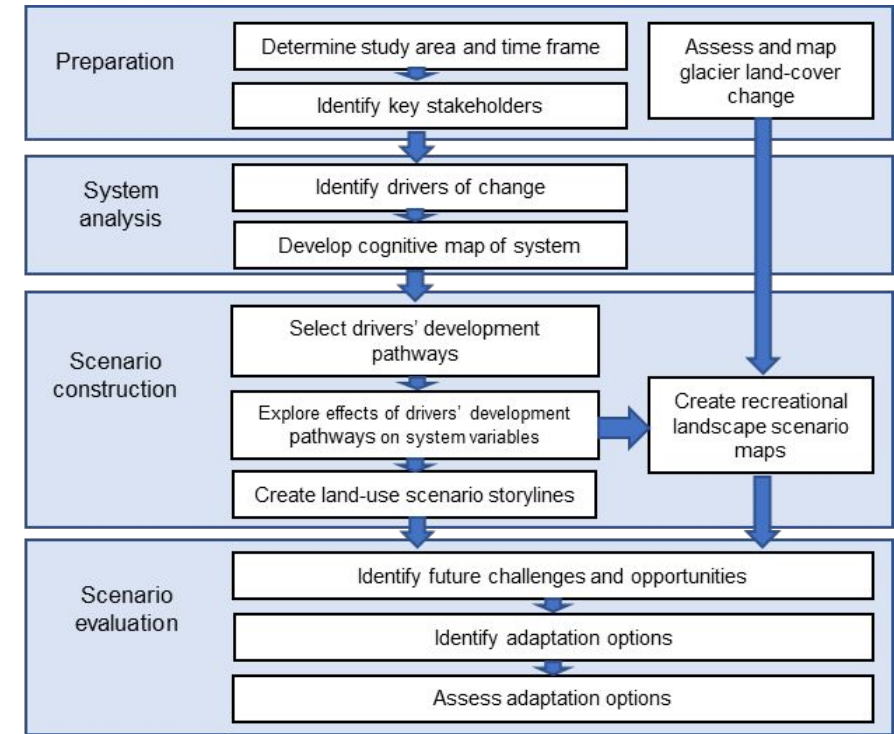 Preparation
Determine study area and time frame
Identify key stakeholders
Assess and map
glacier land-cover
change
System
analysis
Identify drivers of change
Develop cognitive map of system
Scenario
construction
Select drivers’ development
pathways
Explore effects of drivers’ development
pathways on system variables
Create land-use scenario storylines
Create recreational
landscape scenario
maps
Scenario
evaluation
Identify future challenges and opportunities
Identify adaptation options
Assess adaptation options